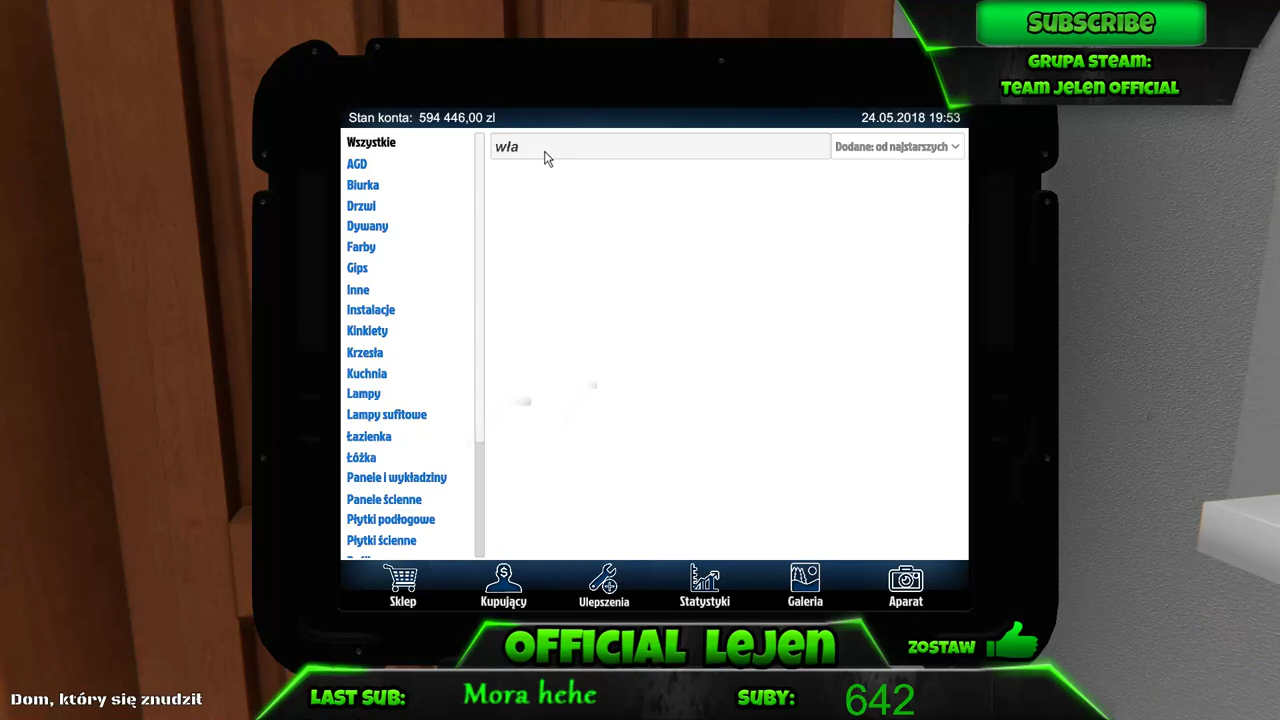 SUBSCRIBE
GRUPA STEAM:
TEAM JELEN OFFICIAL
Stan konta: 594 446,00 zl
24.05.2018 19:53
Wszystkie
wła
Dodane: od najstarszych
AGD
Biurka
Drzwi
Dywany
Farby
Gips
Inne
Instalacje
Kinkiety
Krzesła
Kuchnia
Lampy
Lampy sufitowe
Łazienka
Łóżka
Panele i wykładziny
Panele ścienne
Płytki podłogowe
Płytki ścienne
Sklep
Kupujący
Ulepszenia
Statystyki
Galeria
Aparat
OFFICIAL LEJEN
ZOSTAW
Dom, który się znudził
LAST SUB:
Mora hehe
SUBY:
642